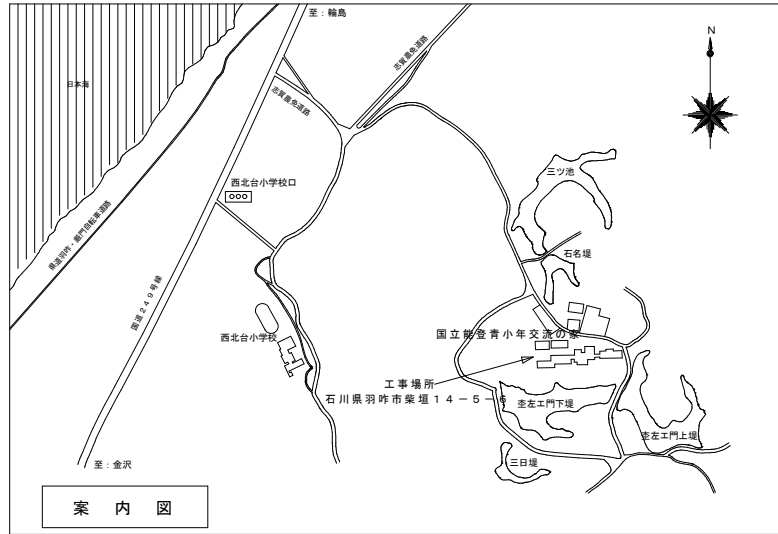 至：輪島
N
日本海
志賀農免道路
志賀農免道路
三ツ池
西北台小学校口
県道羽咋・巌門自転車道路
石名堤
国道249号線
国立能登青少年交流の家
西北台小学校
工事場所
石川県羽咋市柴垣14－5－6
杢左エ門下堤
杢左エ門上堤
至：金沢
三日堤
案内図